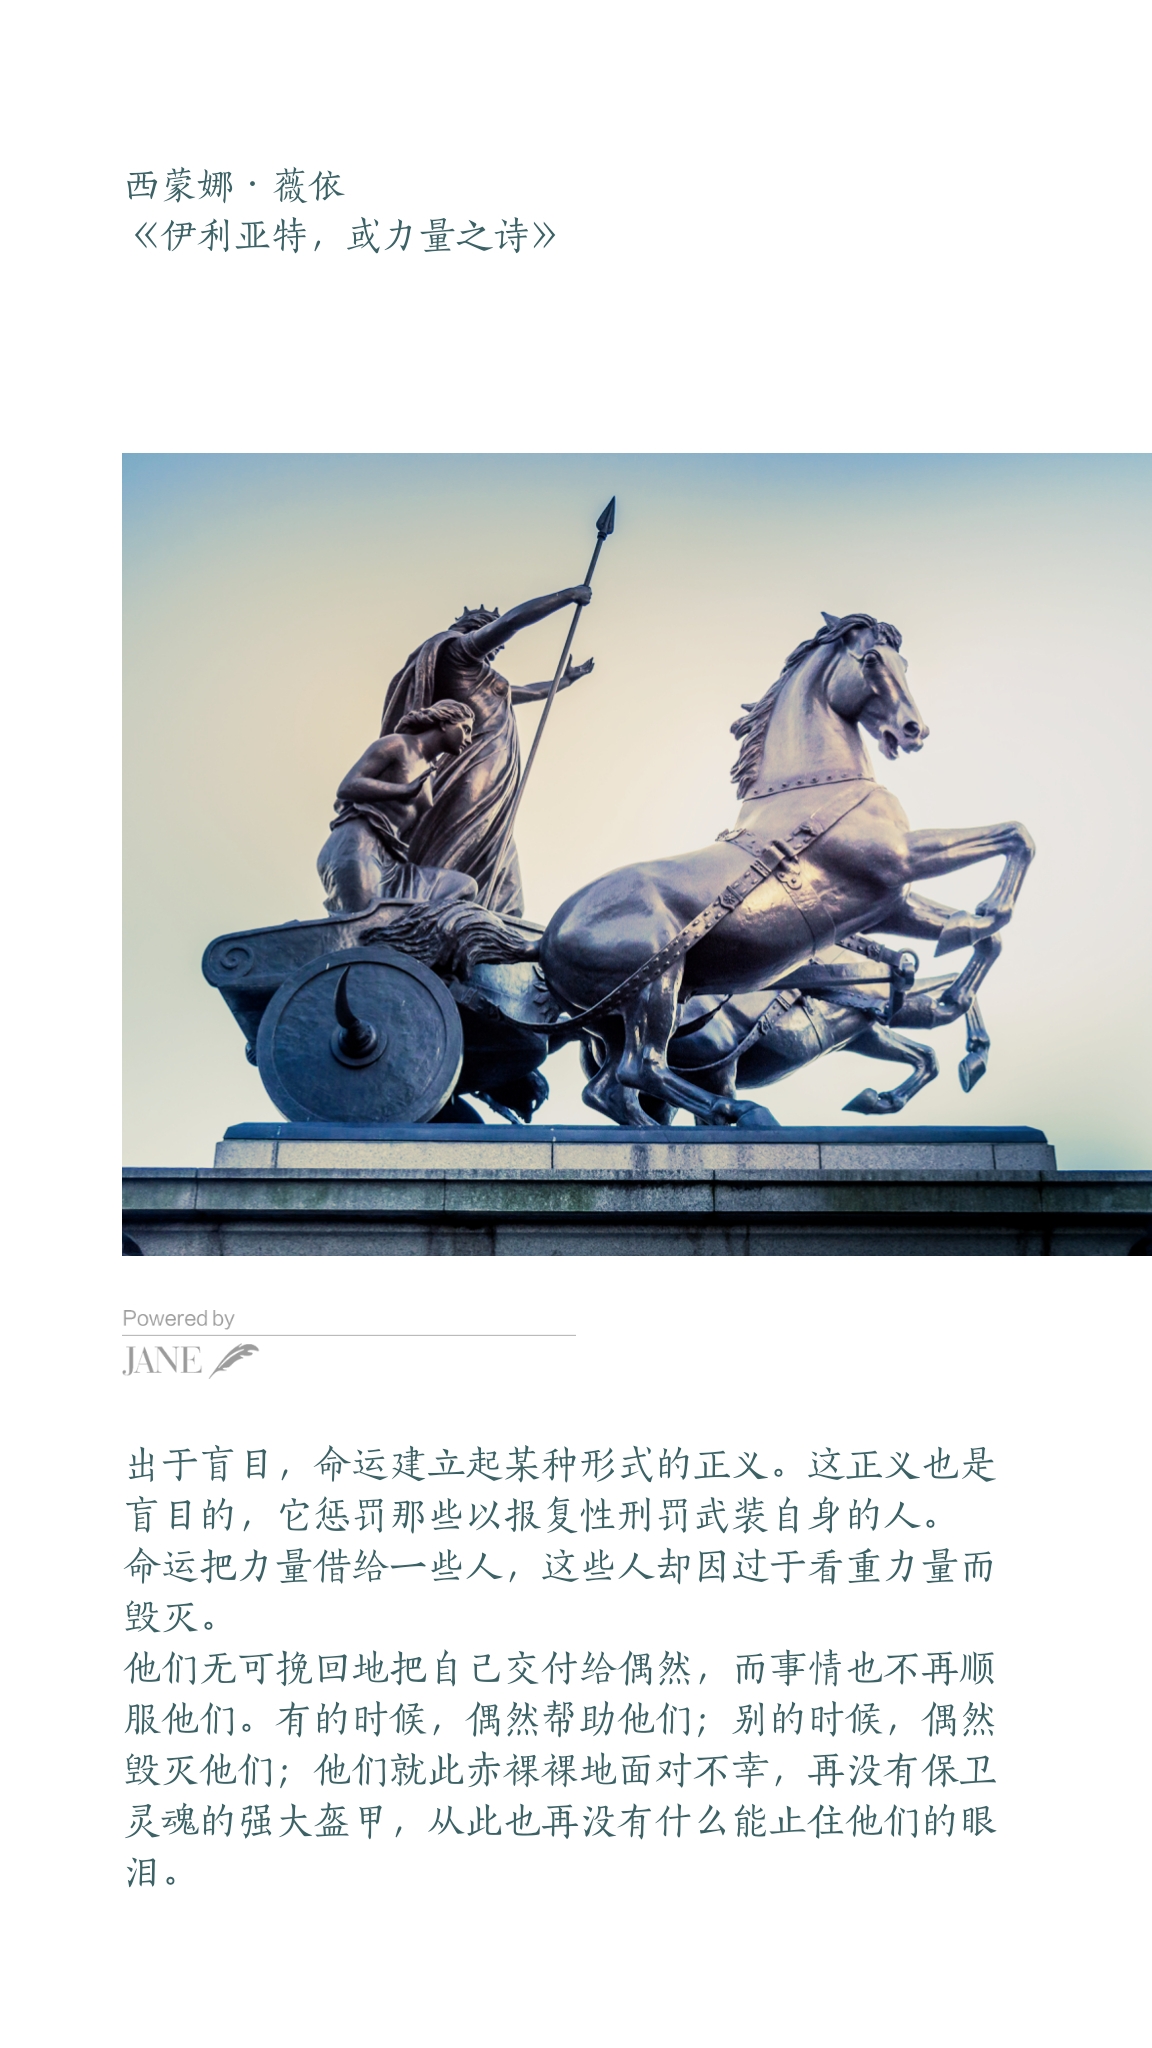 西蒙娜·薇依
《伊利亚特，或力量之诗》
Powered by
JANE
出于盲目，命运建立起某种形式的正义。这正义也是
盲目的，它惩罚那些以报复性刑罚武装自身的人。
命运把力量借给一些人，这些人却因过于看重力量而
毁灭。
他们无可挽回地把自己交付给偶然，而事情也不再顺
服他们。有的时候，偶然帮助他们；别的时候，偶然
毁灭他们；他们就此赤裸裸地面对不幸，再没有保卫
灵魂的强大盔甲，从此也再没有什么能止住他们的眼
泪。